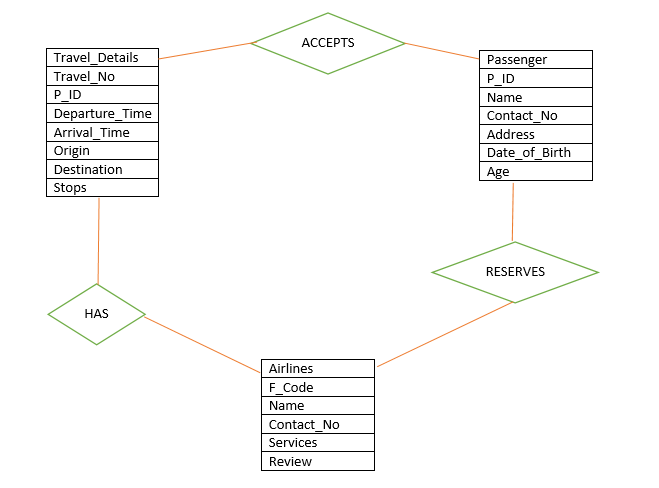 ACCEPTS
Travel_Details
Travel_No
P_ID
Departure_Time
Arrival_Time
Origin
Destination
Stops
Passenger
P_ID
Name
Contact_No
Address
Date_of_Birth
Age
HAS
RESERVES
Airlines
F_Code
Name
Contact_No
Services
Review